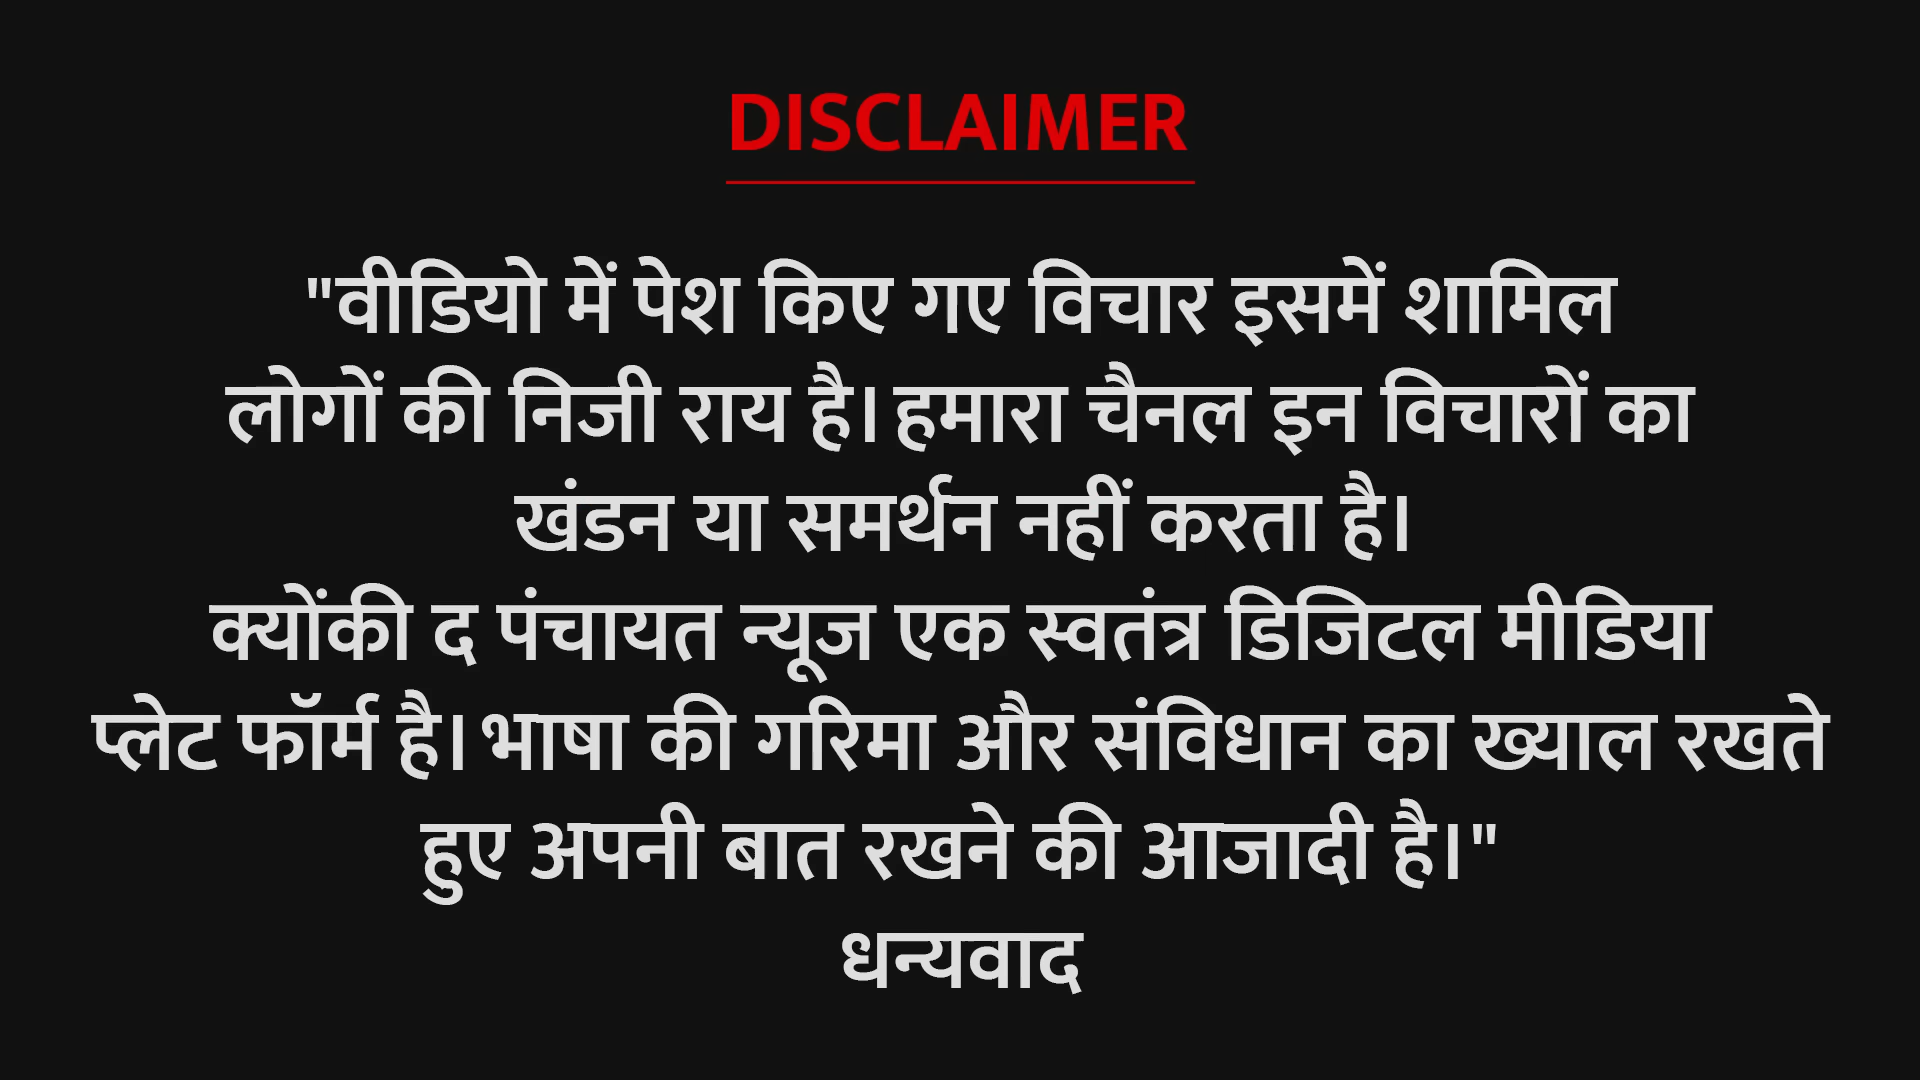 DISCLAIMER
"वीडियो में पेश किए गए विचार इसमें शामिल
लोगों की निजी राय है। हमारा चैनल इन विचारों का
खंडन या समर्थन नहीं करता है।
क्योंकी द पंचायत न्यूज एक स्वतंत्र डिजिटल मीडिया
प्लेट फॉर्म है। भाषा की गरिमा और संविधान का ख्याल रखते
हुए अपनी बात रखने की आजादी है।"
धन्यवाद